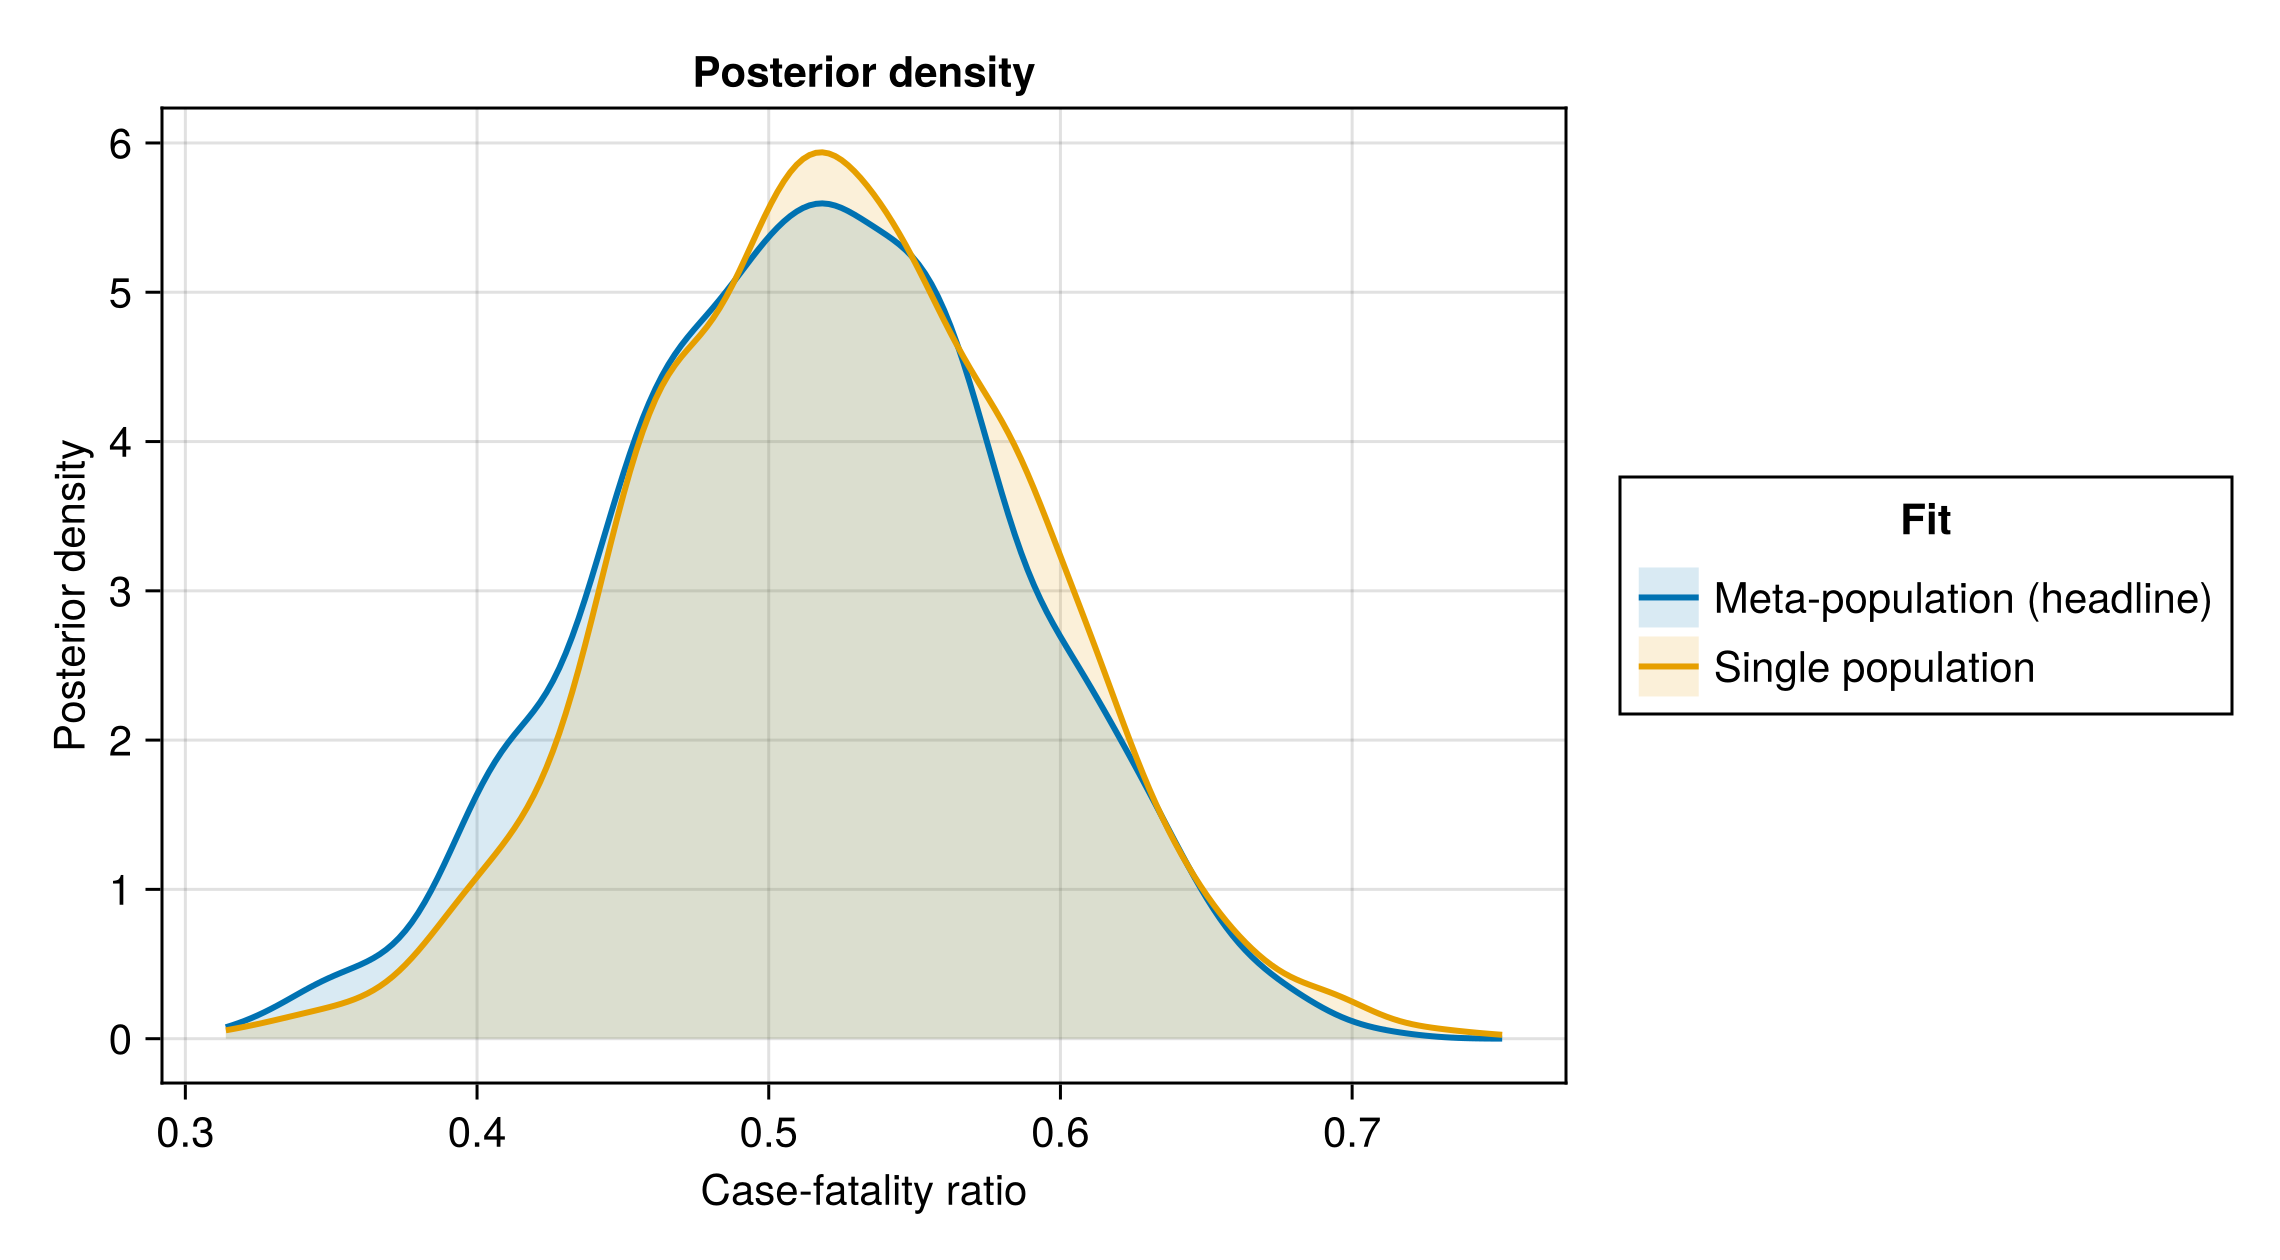 Posterior density
Posterior density
6
5
4
3
2
1
0
0.3 0.4 0.5 0.6 0.7
Case-fatality ratio
Fit
Meta-population (headline)
Single population